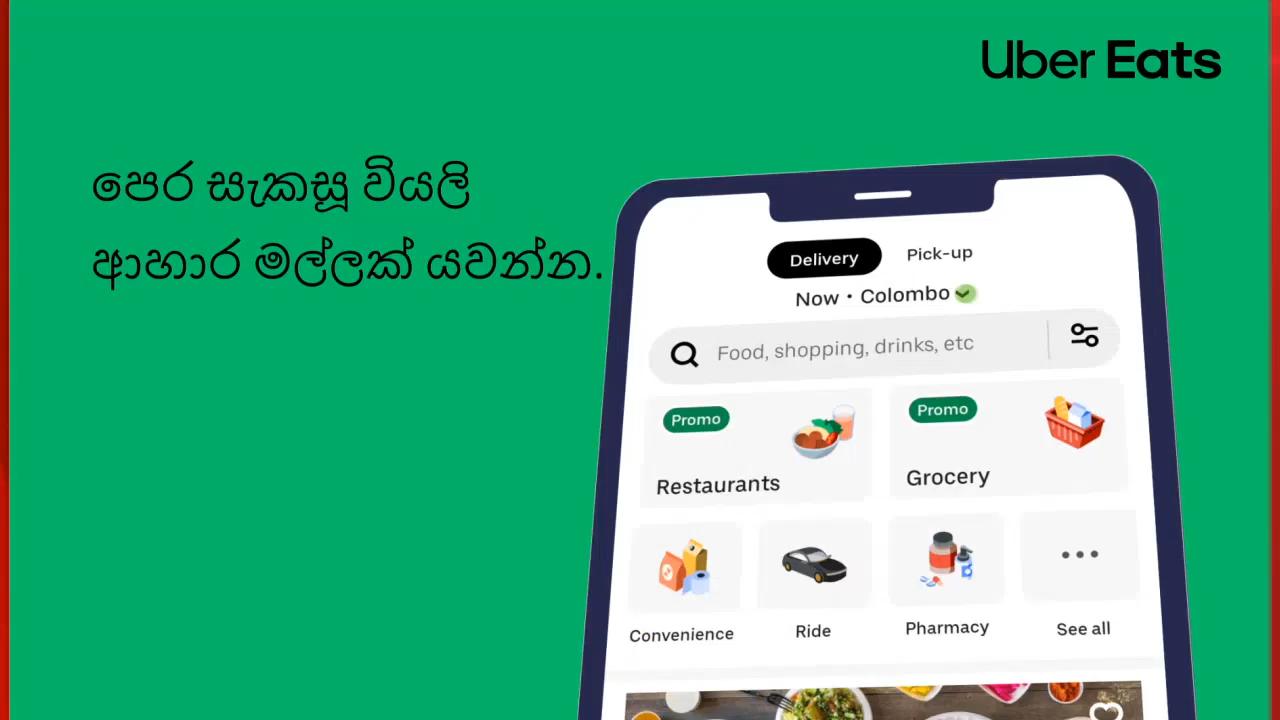 Uber Eats
පෙර සැකසූ වියලි
ආහාර මල්ලක් යවන්න.
Delivery Pick-up
Now • Colombo
Food, shopping, drinks, etc
Promo Promo
Restaurants Grocery
Convenience Ride Pharmacy See all